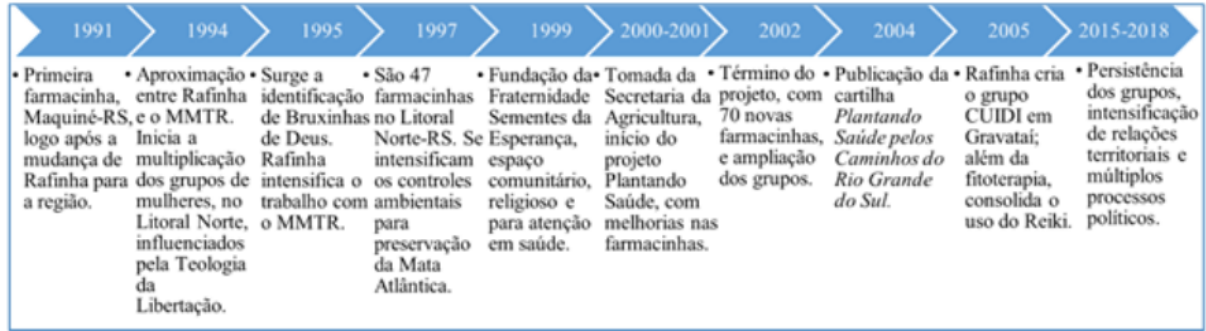 1991
1994
1995
1997
1999
2000-2001
2002
2004
2005
2015-2018
• Primeira
farmacinha,
Maquiné-RS,
logo após a
mudança de
Rafinha para
a região.
• Aproximação
entre Rafinha
e o MMTR.
Inicia a
multiplicação
dos grupos de
mulheres, no
Litoral Norte,
influenciados
pela Teologia
da
Libertação.
• Surge a
identificação
de Bruxinhas
de Deus.
Rafinha
intensifica o
trabalho com
o MMTR.
• São 47
farmacinhas
no Litoral
Norte-RS. Se
intensificam
os controles
ambientais
para
preservação
da Mata
Atlântica.
• Fundação da
Fraternidade
Sementes da
Esperança,
espaço
comunitário,
religioso e
para atenção
em saúde.
• Tomada da
Secretaria da
Agricultura,
início do
projeto
Plantando
Saúde, com
melhorias nas
farmacinhas.
• Término do
projeto, com
70 novas
farmacinhas,
e ampliação
dos grupos.
• Publicação da
cartilha
Plantando
Saúde pelos
Caminhos do
Rio Grande
do Sul.
• Rafinha cria
o grupo
CUIDI em
Gravataí;
além da
fitoterapia,
consolida o
uso do Reiki.
• Persistência
dos grupos,
intensificação
de relações
territoriais e
múltiplos
processos
políticos.